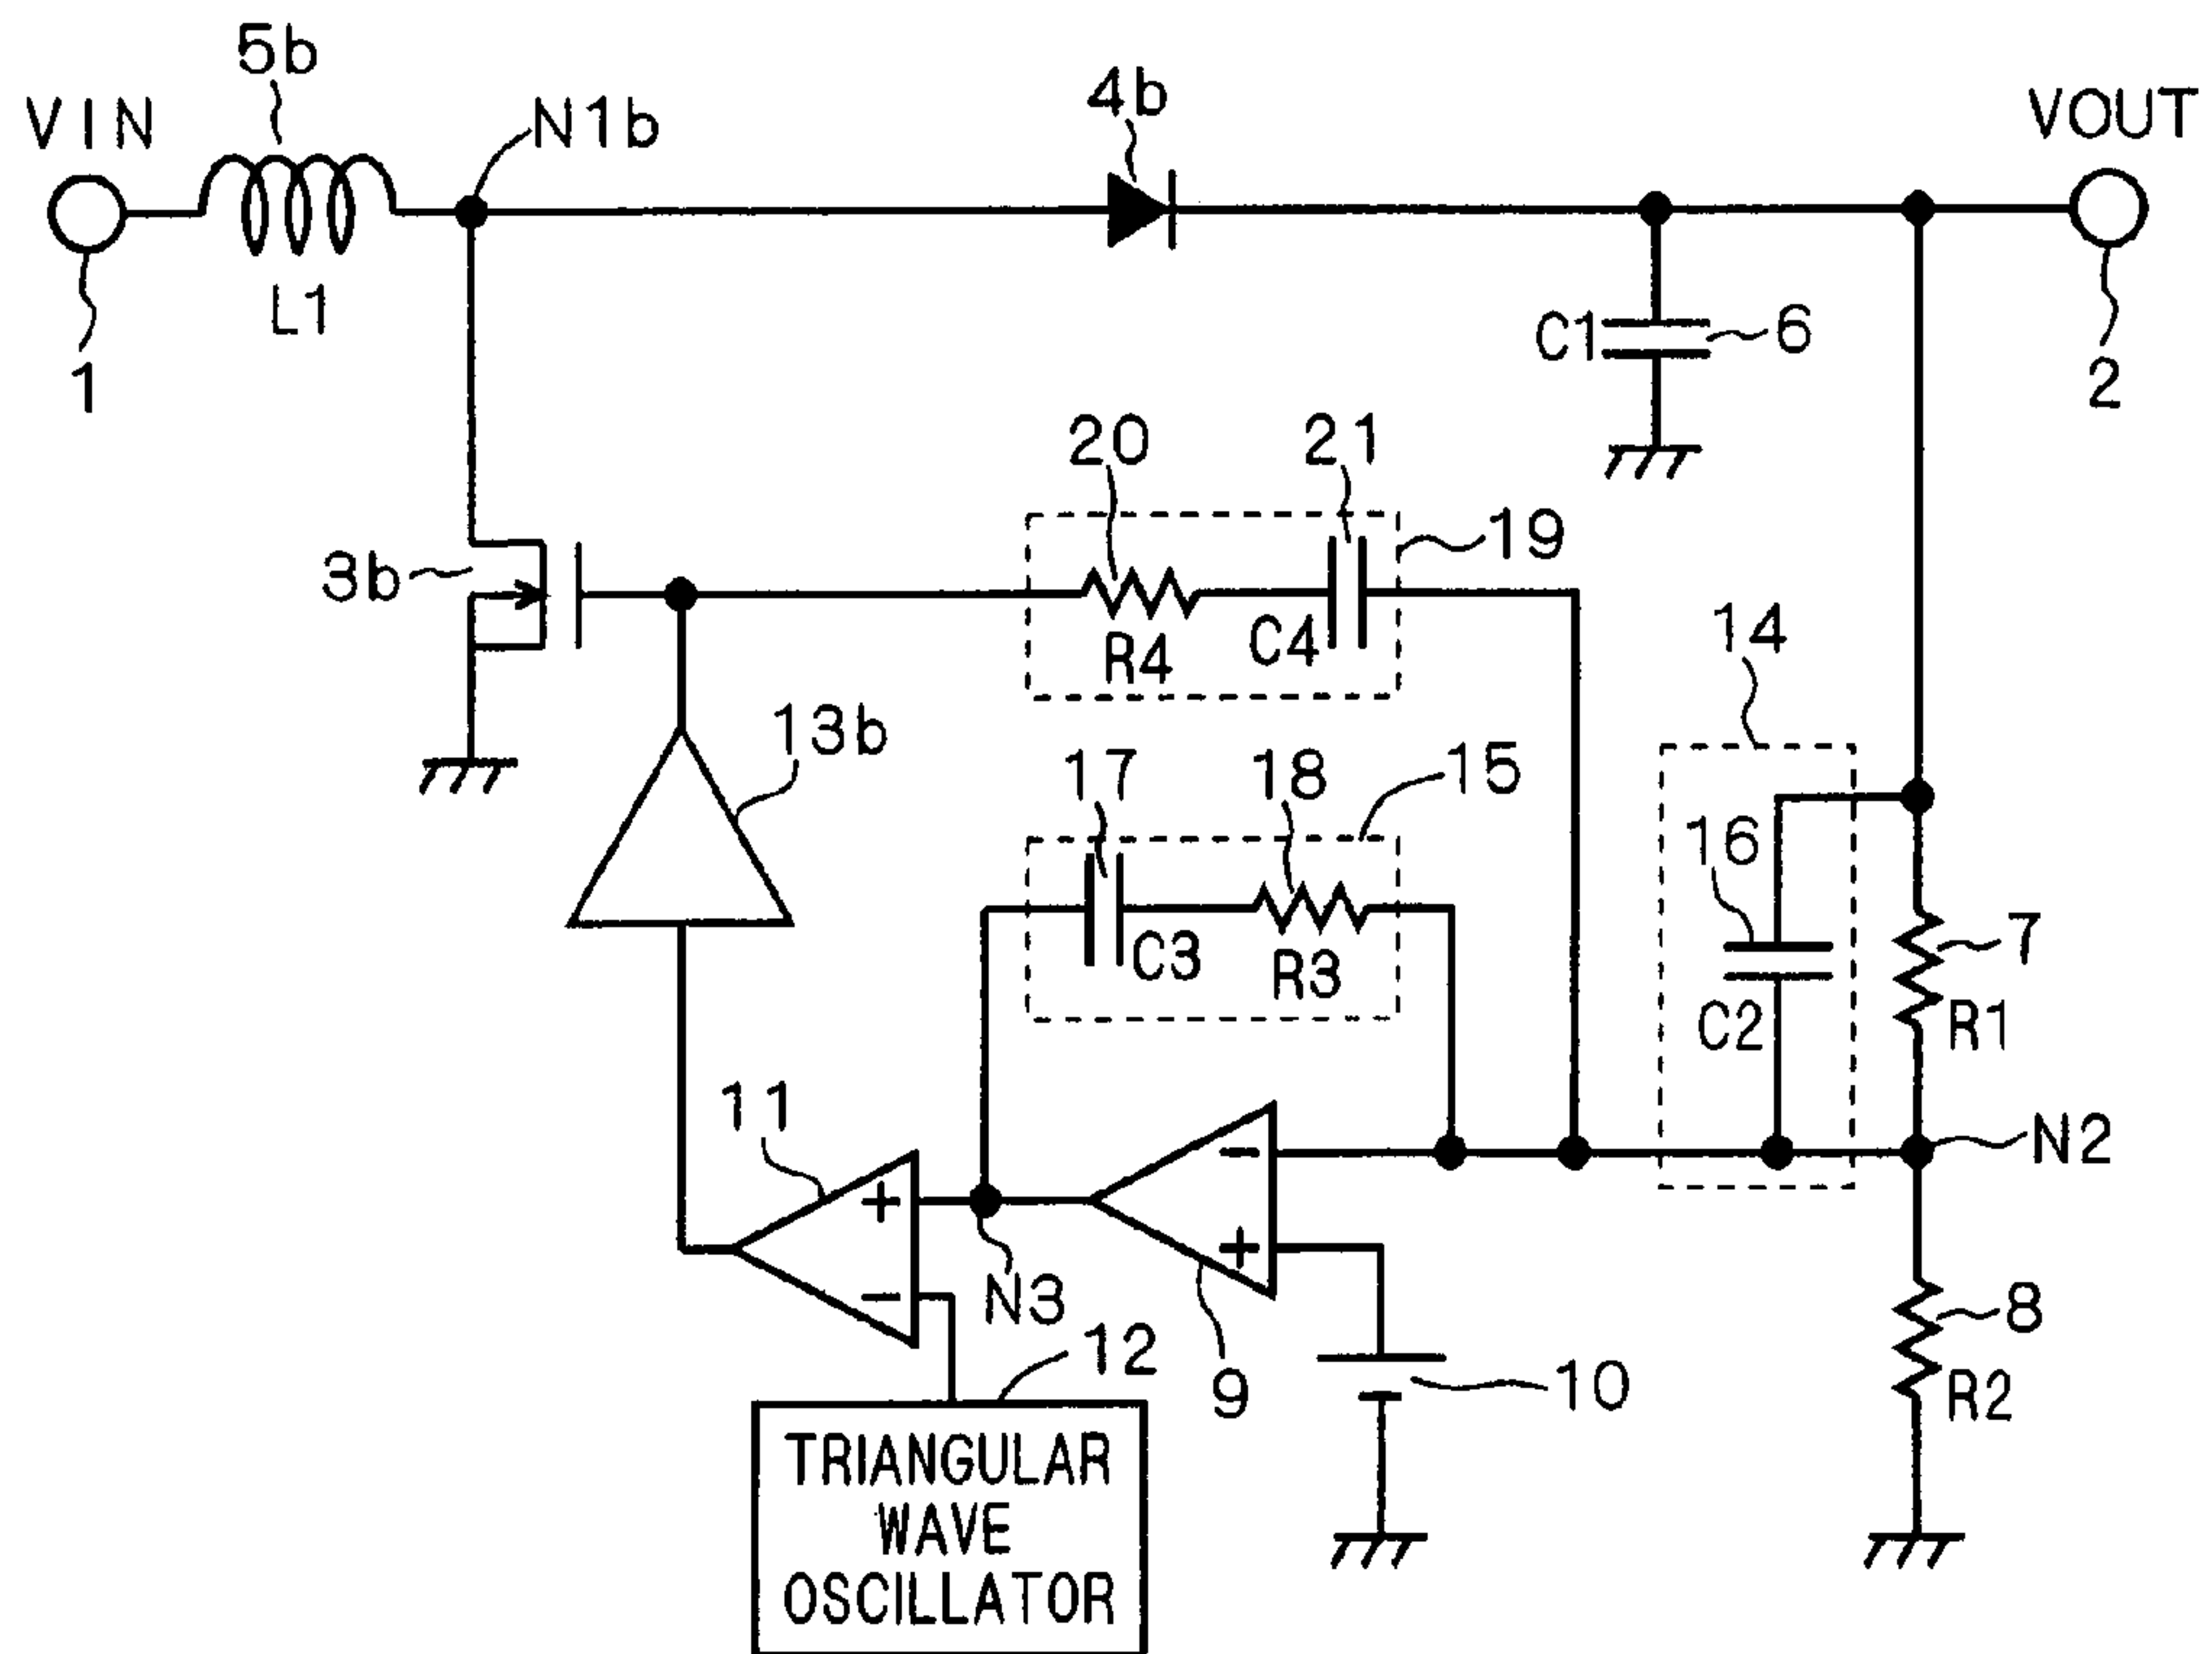 5b
VIN
N1b
4b
VOUT
L1
1
C1
6
2
20
21
19
3b
R4
C4
14
13b
17
18
15
16
C3
R3
7
C2
R1
11
-
N2
+
+
N3
-
8
12
9
10
R2
TRIANGULAR
WAVE
OSCILLATOR